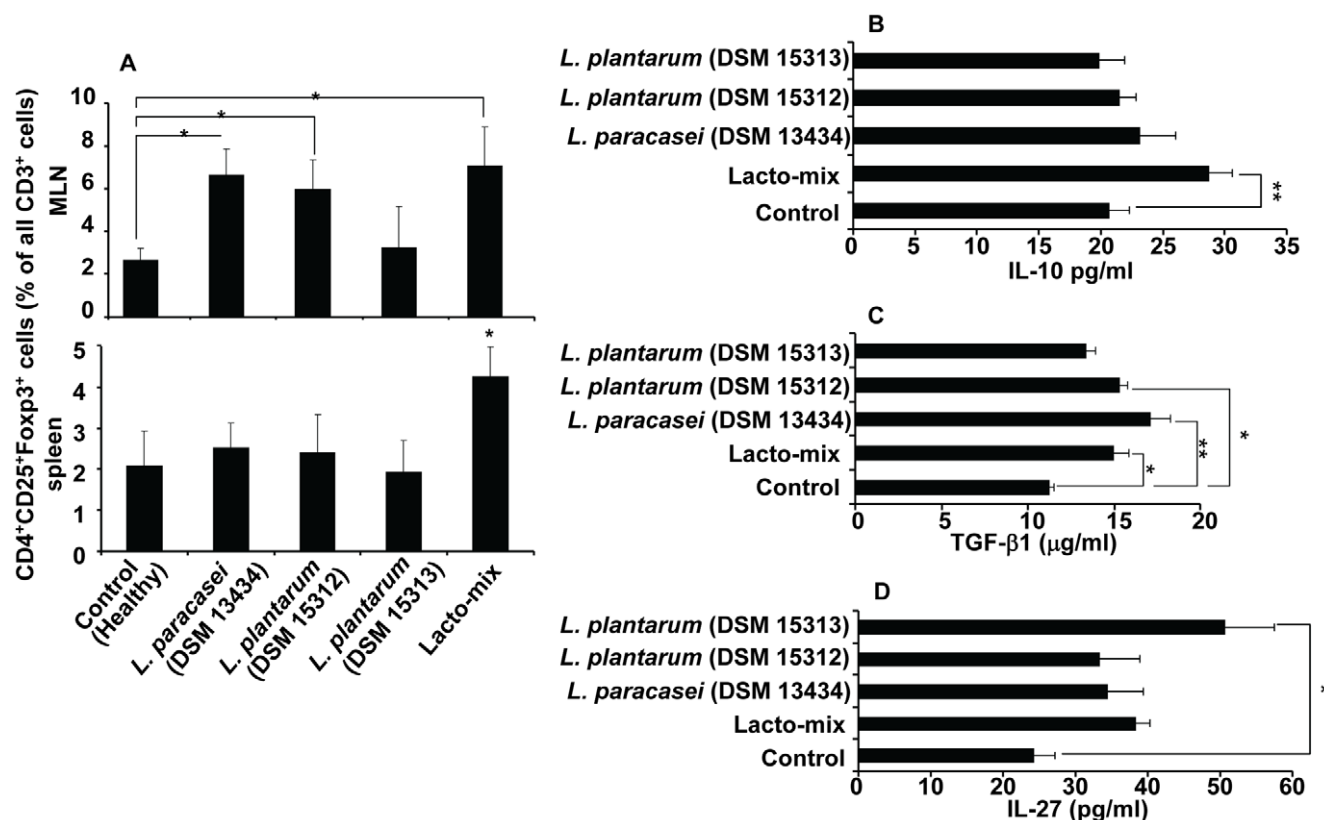 A
CD4+CD25+Foxp3+ cells (% of all CD3+ cells)
MLN
10
8
6
4
2
0
*
*
*
spleen
5
4
3
2
1
0
*
Control
(Healthy)
L. paracasei
(DSM 13434)
L. plantarum
(DSM 15312)
L. plantarum
(DSM 15313)
Lacto-mix
B
L. plantarum (DSM 15313)
L. plantarum (DSM 15312)
L. paracasei (DSM 13434)
Lacto-mix
Control
**
0 5 10 15 20 25 30 35
IL-10 pg/ml
C
L. plantarum (DSM 15313)
L. plantarum (DSM 15312)
L. paracasei (DSM 13434)
Lacto-mix
Control
*
**
*
0 5 10 15 20
TGF-β1 (μg/ml)
D
L. plantarum (DSM 15313)
L. plantarum (DSM 15312)
L. paracasei (DSM 13434)
Lacto-mix
Control
0 10 20 30 40 50 60
IL-27 (pg/ml)